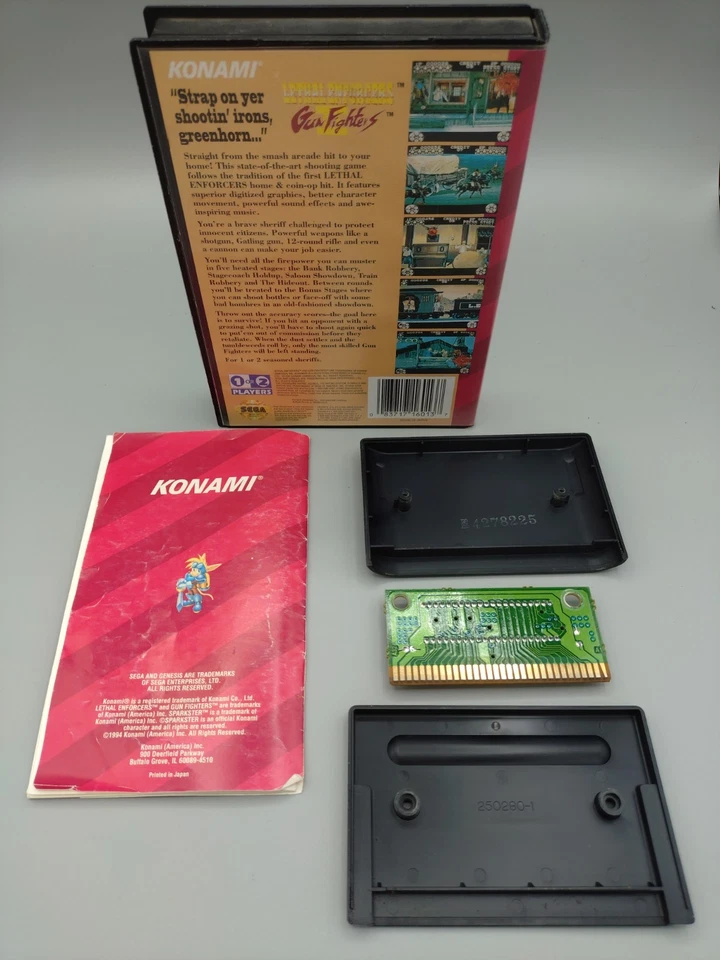 KONAMI®
LETHAL ENFORCERS™
II
Gun Fighters™
"Strap on yer
shootin' irons,
greenhorn..."
Straight from the smash arcade hit to your
home! This state-of-the-art shooting game
follows the tradition of the first LETHAL
ENFORCERS home & coin-op hit. It features
superior digitized graphics, better character
movement, powerful sound effects and awe-
inspiring music.
You're a brave sheriff challenged to protect
innocent citizens. Powerful weapons like a
shotgun, Gatling gun, 12-round rifle and even
a cannon can make your job easier.
You'll need all the firepower you can muster
in five heated stages: the Bank Robbery,
Stagecoach Holdup, Saloon Showdown, Train
Robbery and The Hideout. Between rounds
you'll be treated to the Bonus Stages where
you can shoot bottles or face-off with some
bad hombres in an old-fashioned showdown.
Throw out the accuracy scores-the goal here
is to survive! If you hit an opponent with a
grazing shot, you'll have to shoot again quick
to put'em out of commission before they
retaliate. When the dust settles and the
tumbleweeds roll by, only the most skilled Gun
Fighters will be left standing.
For 1 or 2 seasoned sheriffs.
1 or 2
PLAYERS
SEGA
0 83717 16013 7
KONAMI®
SEGA AND GENESIS ARE TRADEMARKS
OF SEGA ENTERPRISES, LTD.
ALL RIGHTS RESERVED.
Konami® is a registered trademark of Konami Co., Ltd.
LETHAL ENFORCERS™ and GUN FIGHTERS™ are trademarks
of Konami (America) Inc. SPARKSTER is a trademark of
Konami (America) Inc. ©SPARKSTER is an official Konami
character and all rights are reserved.
©1994 Konami (America) Inc. All Rights Reserved.
Konami (America) Inc.
900 Deerfield Parkway
Buffalo Grove, IL 60089-4510
Printed in Japan
4278225
250280-1